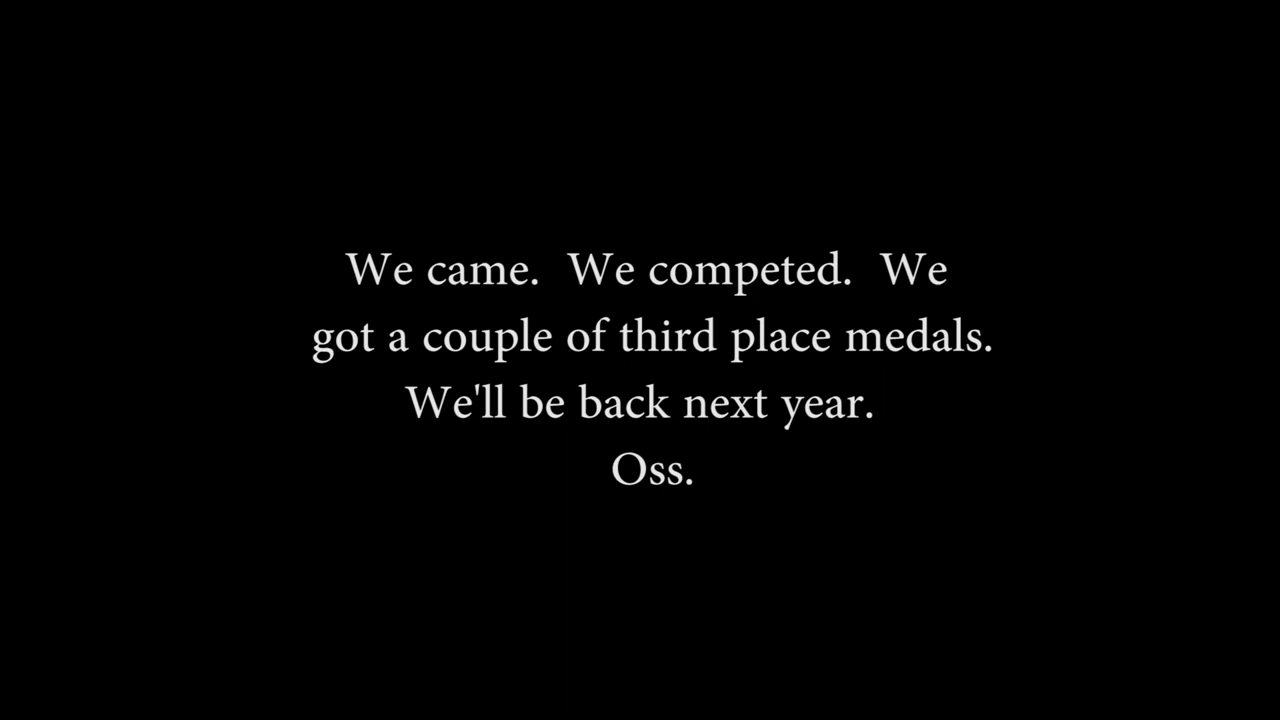 We came.  We competed.  We
got a couple of third place medals.
We'll be back next year.
Oss.